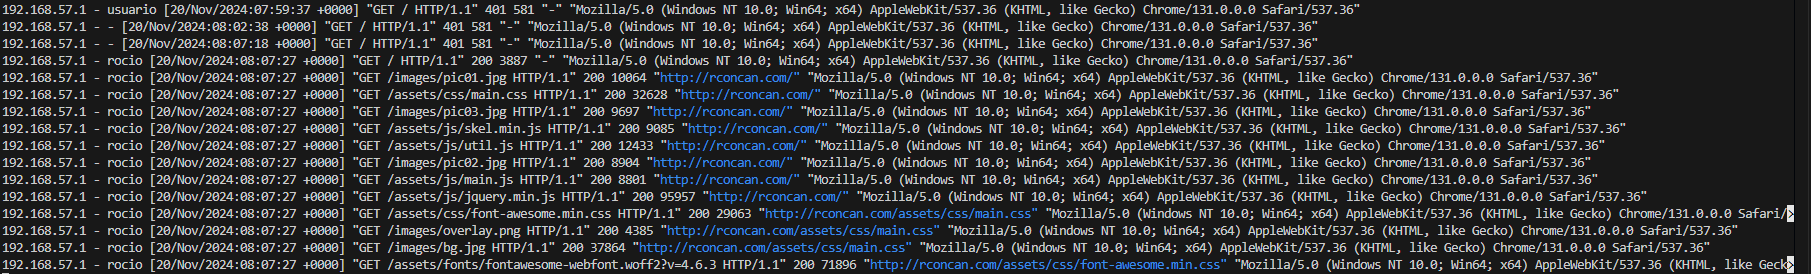 192.168.57.1 - usuario [20/Nov/2024:07:59:37 +0000] "GET / HTTP/1.1" 401 581 "-" "Mozilla/5.0 (Windows NT 10.0; Win64; x64) AppleWebKit/537.36 (KHTML, like Gecko) Chrome/131.0.0.0 Safari/537.36"
192.168.57.1 - - [20/Nov/2024:08:02:38 +0000] "GET / HTTP/1.1" 401 581 "-" "Mozilla/5.0 (Windows NT 10.0; Win64; x64) AppleWebKit/537.36 (KHTML, like Gecko) Chrome/131.0.0.0 Safari/537.36"
192.168.57.1 - - [20/Nov/2024:08:07:18 +0000] "GET / HTTP/1.1" 401 581 "-" "Mozilla/5.0 (Windows NT 10.0; Win64; x64) AppleWebKit/537.36 (KHTML, like Gecko) Chrome/131.0.0.0 Safari/537.36"
192.168.57.1 - rocio [20/Nov/2024:08:07:27 +0000] "GET / HTTP/1.1" 200 3887 "-" "Mozilla/5.0 (Windows NT 10.0; Win64; x64) AppleWebKit/537.36 (KHTML, like Gecko) Chrome/131.0.0.0 Safari/537.36"
192.168.57.1 - rocio [20/Nov/2024:08:07:27 +0000] "GET /images/pic01.jpg HTTP/1.1" 200 10064 "http://rconcan.com/" "Mozilla/5.0 (Windows NT 10.0; Win64; x64) AppleWebKit/537.36 (KHTML, like Gecko) Chrome/131.0.0.0 Safari/537.36"
192.168.57.1 - rocio [20/Nov/2024:08:07:27 +0000] "GET /assets/css/main.css HTTP/1.1" 200 32628 "http://rconcan.com/" "Mozilla/5.0 (Windows NT 10.0; Win64; x64) AppleWebKit/537.36 (KHTML, like Gecko) Chrome/131.0.0.0 Safari/537.36"
192.168.57.1 - rocio [20/Nov/2024:08:07:27 +0000] "GET /images/pic03.jpg HTTP/1.1" 200 9697 "http://rconcan.com/" "Mozilla/5.0 (Windows NT 10.0; Win64; x64) AppleWebKit/537.36 (KHTML, like Gecko) Chrome/131.0.0.0 Safari/537.36"
192.168.57.1 - rocio [20/Nov/2024:08:07:27 +0000] "GET /assets/js/skel.min.js HTTP/1.1" 200 9085 "http://rconcan.com/" "Mozilla/5.0 (Windows NT 10.0; Win64; x64) AppleWebKit/537.36 (KHTML, like Gecko) Chrome/131.0.0.0 Safari/537.36"
192.168.57.1 - rocio [20/Nov/2024:08:07:27 +0000] "GET /assets/js/util.js HTTP/1.1" 200 12433 "http://rconcan.com/" "Mozilla/5.0 (Windows NT 10.0; Win64; x64) AppleWebKit/537.36 (KHTML, like Gecko) Chrome/131.0.0.0 Safari/537.36"
192.168.57.1 - rocio [20/Nov/2024:08:07:27 +0000] "GET /images/pic02.jpg HTTP/1.1" 200 8904 "http://rconcan.com/" "Mozilla/5.0 (Windows NT 10.0; Win64; x64) AppleWebKit/537.36 (KHTML, like Gecko) Chrome/131.0.0.0 Safari/537.36"
192.168.57.1 - rocio [20/Nov/2024:08:07:27 +0000] "GET /assets/js/main.js HTTP/1.1" 200 8801 "http://rconcan.com/" "Mozilla/5.0 (Windows NT 10.0; Win64; x64) AppleWebKit/537.36 (KHTML, like Gecko) Chrome/131.0.0.0 Safari/537.36"
192.168.57.1 - rocio [20/Nov/2024:08:07:27 +0000] "GET /assets/js/jquery.min.js HTTP/1.1" 200 95957 "http://rconcan.com/" "Mozilla/5.0 (Windows NT 10.0; Win64; x64) AppleWebKit/537.36 (KHTML, like Gecko) Chrome/131.0.0.0 Safari/537.36"
192.168.57.1 - rocio [20/Nov/2024:08:07:27 +0000] "GET /assets/css/font-awesome.min.css HTTP/1.1" 200 29063 "http://rconcan.com/assets/css/main.css" "Mozilla/5.0 (Windows NT 10.0; Win64; x64) AppleWebKit/537.36 (KHTML, like Gecko) Chrome/131.0.0.0 Safari/>
192.168.57.1 - rocio [20/Nov/2024:08:07:27 +0000] "GET /images/overlay.png HTTP/1.1" 200 4385 "http://rconcan.com/assets/css/main.css" "Mozilla/5.0 (Windows NT 10.0; Win64; x64) AppleWebKit/537.36 (KHTML, like Gecko) Chrome/131.0.0.0 Safari/537.36"
192.168.57.1 - rocio [20/Nov/2024:08:07:27 +0000] "GET /images/bg.jpg HTTP/1.1" 200 37864 "http://rconcan.com/assets/css/main.css" "Mozilla/5.0 (Windows NT 10.0; Win64; x64) AppleWebKit/537.36 (KHTML, like Gecko) Chrome/131.0.0.0 Safari/537.36"
192.168.57.1 - rocio [20/Nov/2024:08:07:27 +0000] "GET /assets/fonts/fontawesome-webfont.woff2?v=4.6.3 HTTP/1.1" 200 71896 "http://rconcan.com/assets/css/font-awesome.min.css" "Mozilla/5.0 (Windows NT 10.0; Win64; x64) AppleWebKit/537.36 (KHTML, like Geck>